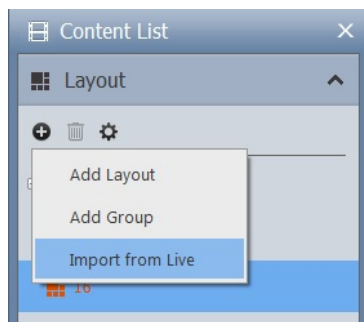 Content List
Layout
Add Layout
Add Group
Import from Live
16